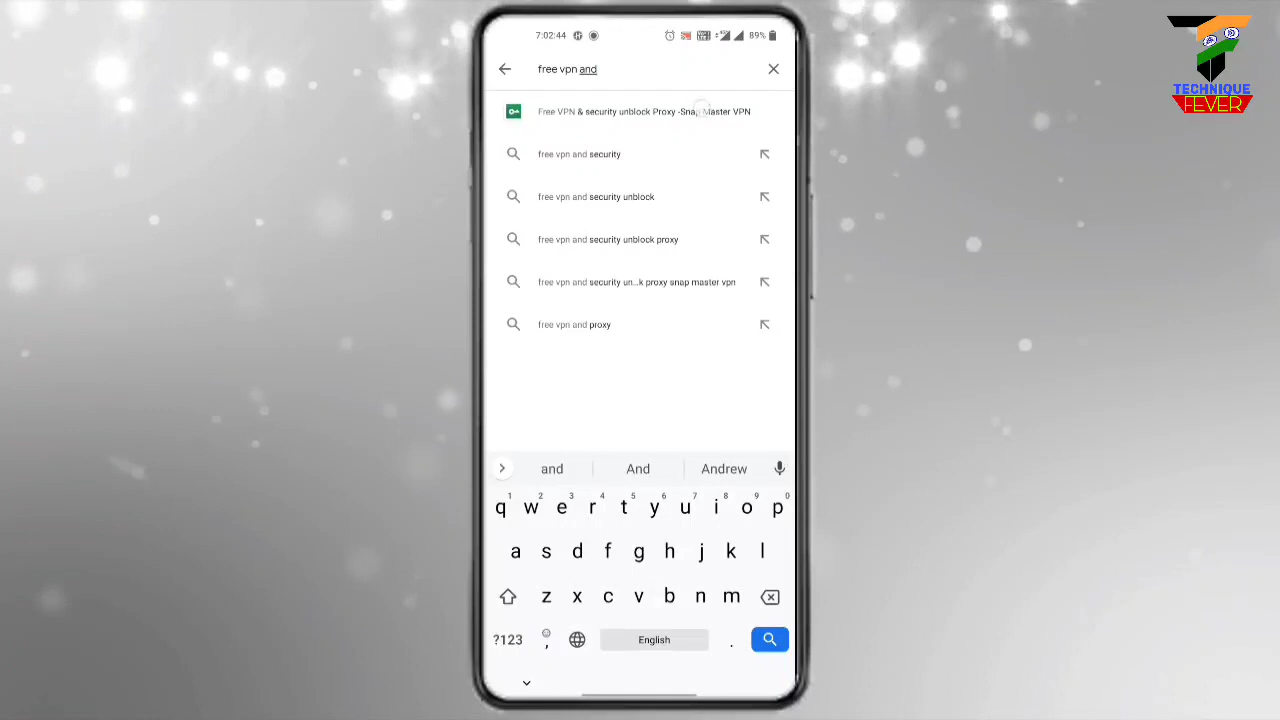 7:02:44
89%
free vpn and
Free VPN & security unblock Proxy -Snap Master VPN
free vpn and security
free vpn and security unblock
free vpn and security unblock proxy
free vpn and security un...k proxy snap master vpn
free vpn and proxy
and And Andrew
1 2 3 4 5 6 7 8 9 0
q w e r t y u i o p
a s d f g h j k l
z x c v b n m
?123 , English .
TECHNIQUE
FEVER